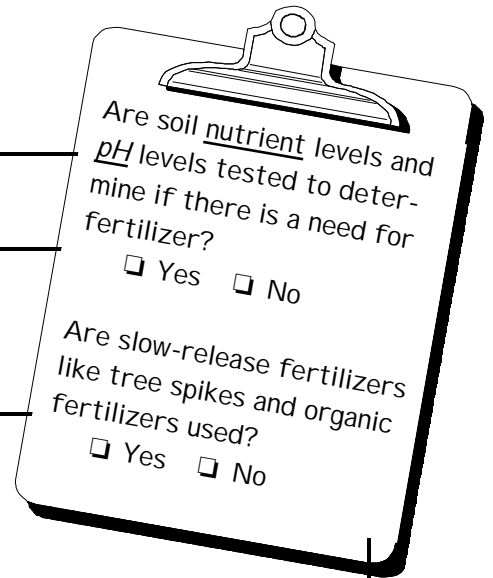 Are soil nutrient levels and
pH levels tested to deter-
mine if there is a need for
fertilizer?
❏ Yes ❏ No
Are slow-release fertilizers
like tree spikes and organic
fertilizers used?
❏ Yes ❏ No